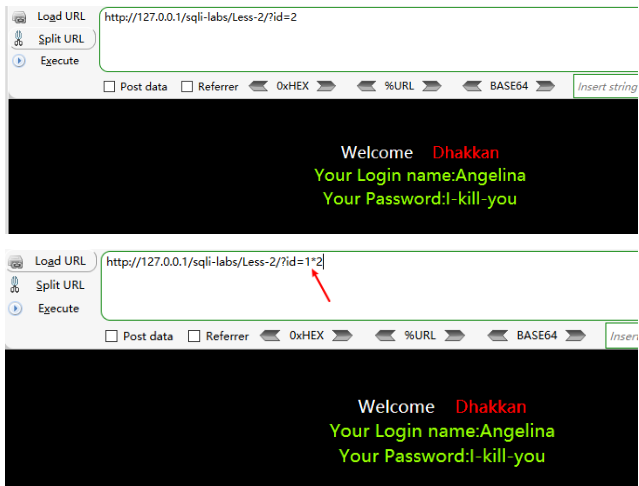 Load URL
http://127.0.0.1/sqli-labs/Less-2/?id=2
Split URL
Execute
Post data Referrer 0xHEX %URL BASE64 Insert string
Welcome Dhakkan
Your Login name:Angelina
Your Password:I-kill-you
Load URL
http://127.0.0.1/sqli-labs/Less-2/?id=1*2
Split URL
Execute
Post data Referrer 0xHEX %URL BASE64 Inser
Welcome Dhakkan
Your Login name:Angelina
Your Password:I-kill-you